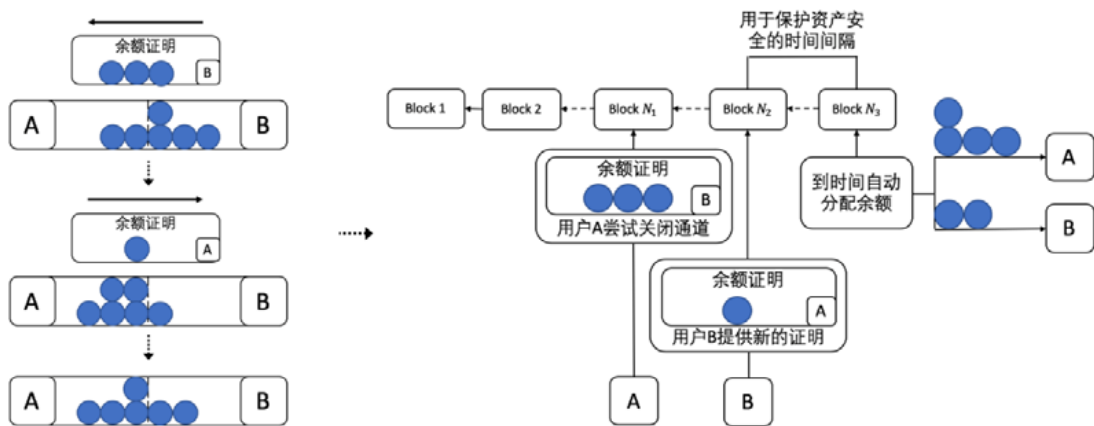 余额证明
B
A
B
余额证明
A
A
B
A
B
用于保护资产安
全的时间间隔
Block 1
Block 2
Block N₁
Block N₂
Block N₃
余额证明
B
用户A尝试关闭通道
到时间自动
分配余额
A
B
余额证明
A
用户B提供新的证明
A
B